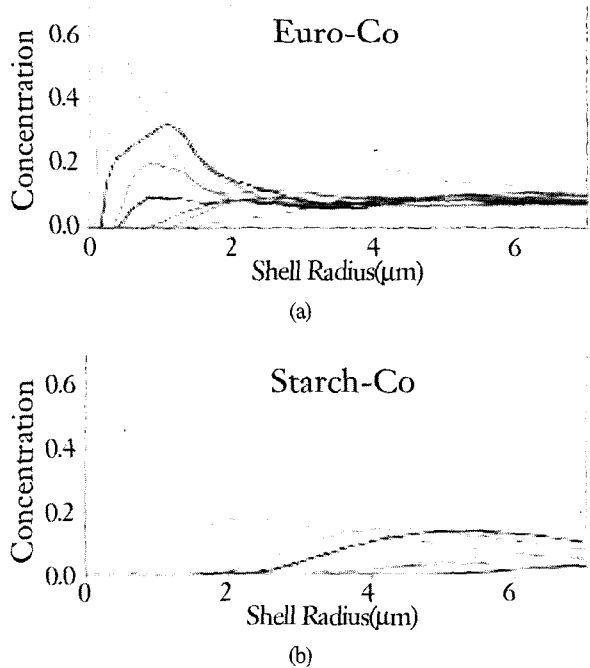 Euro-Co
Concentration
0.6
0.4
0.2
0.0
0
2
4
6
Shell Radius(μm)
(a)
Starch-Co
Concentration
0.6
0.4
0.2
0.0
0
2
4
6
Shell Radius(μm)
(b)